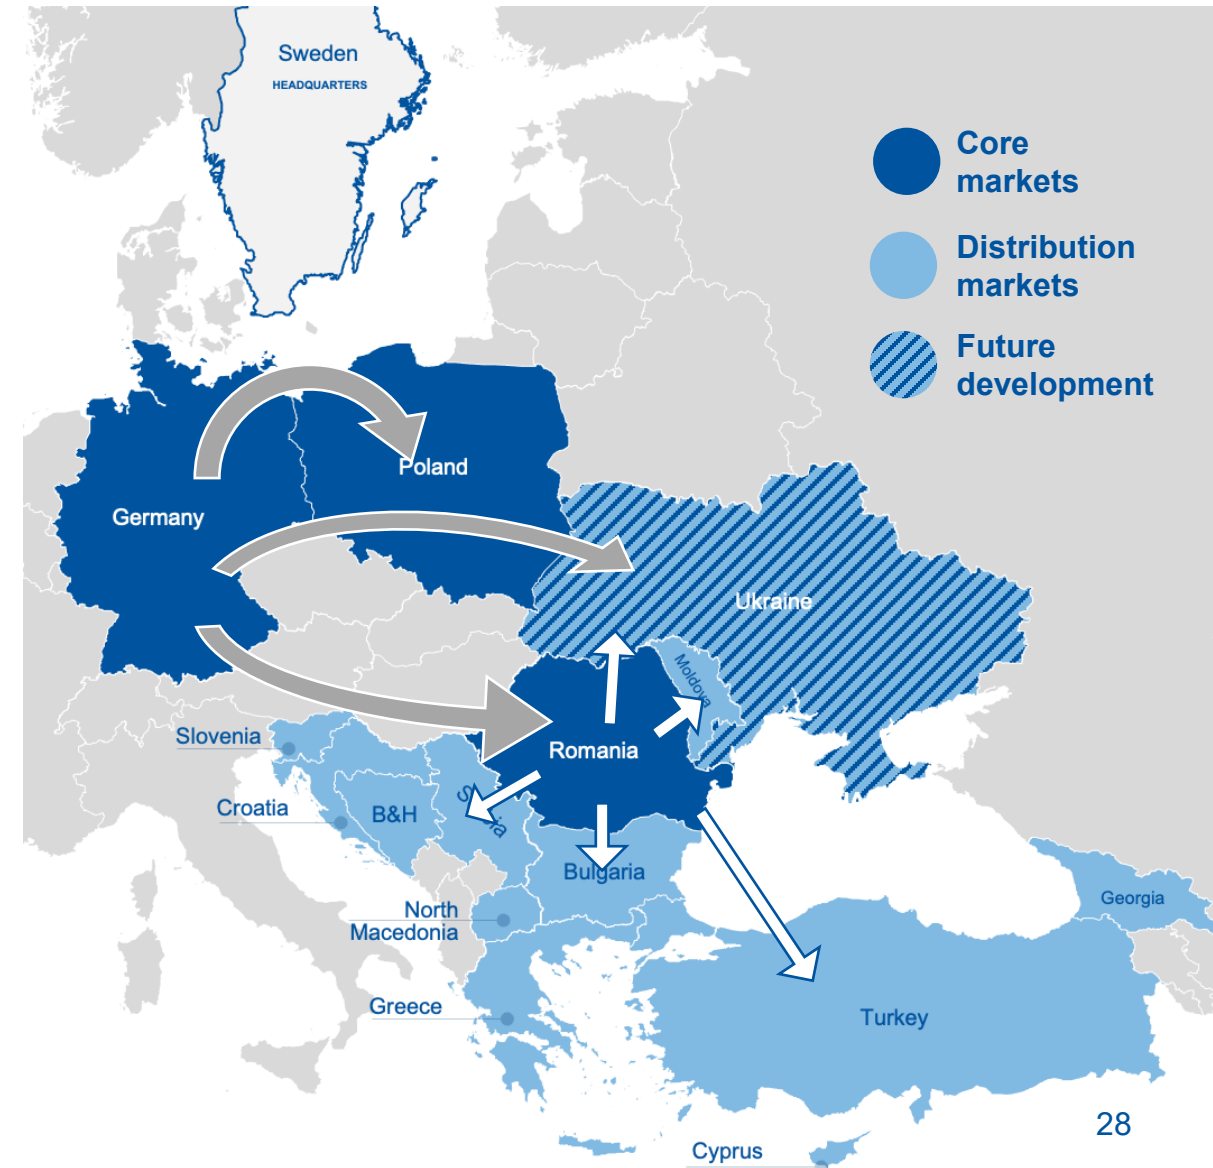 Sweden
HEADQUARTERS
Core
markets
Distribution
markets
Future
development
Poland
Germany
Ukraine
Moldova
Slovenia
Romania
Croatia
B&H
Serbia
Bulgaria
Georgia
North
Macedonia
Greece
Turkey
28
Cyprus